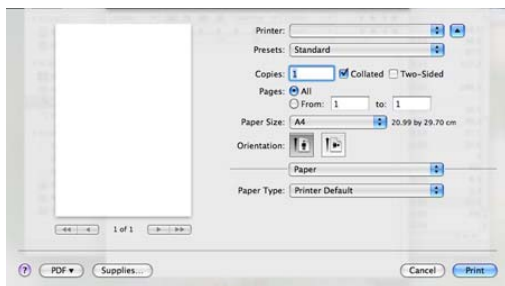 Printer:
Presets: Standard
Copies: 1 Collated Two-Sided
Pages: All
From: 1 to: 1
Paper Size: A4 20.99 by 29.70 cm
Orientation:
Paper
Paper Type: Printer Default
1 of 1
? PDF Supplies... Cancel Print